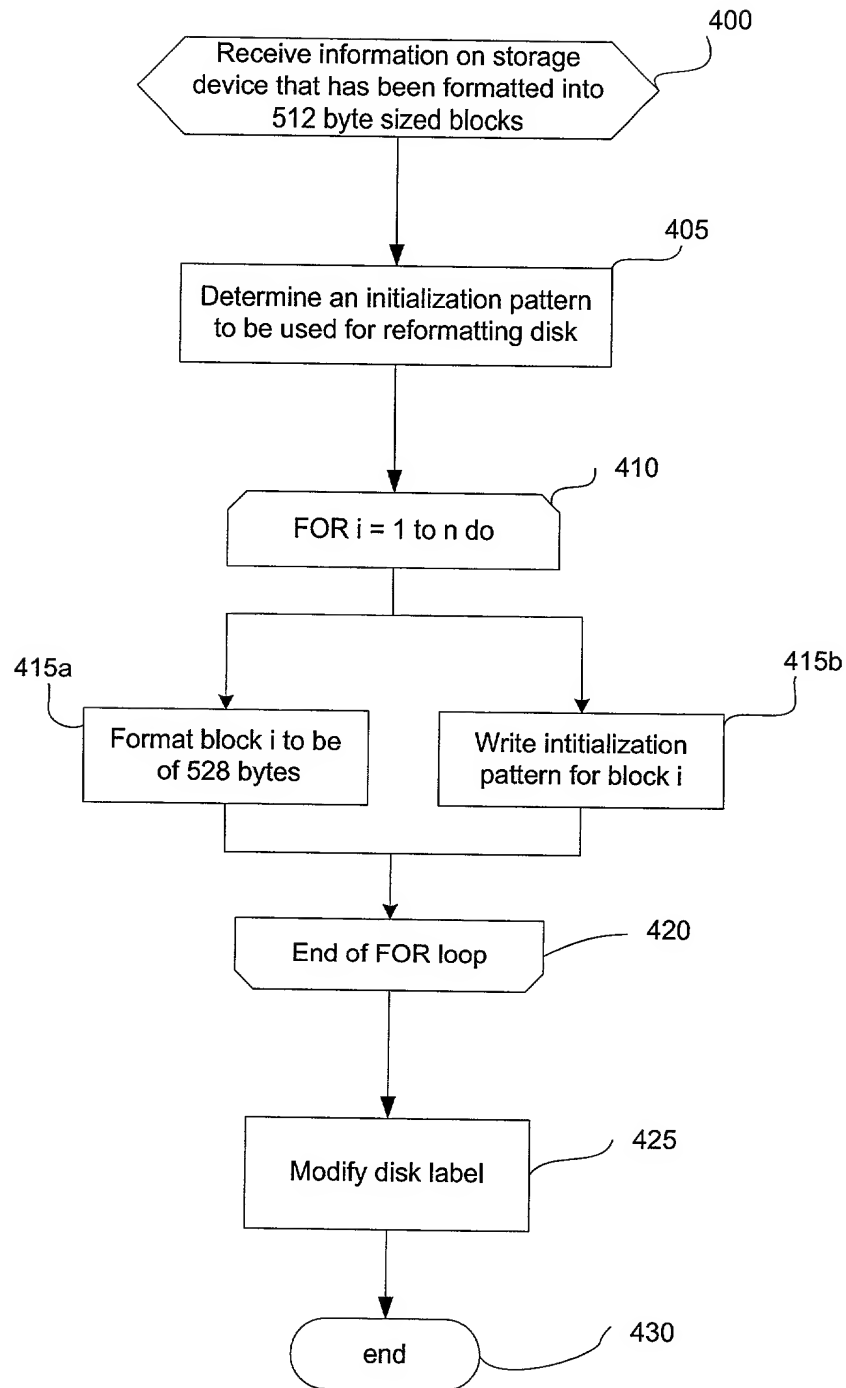 400
Receive information on storage
device that has been formatted into
512 byte sized blocks
405
Determine an initialization pattern
to be used for reformatting disk
410
FOR i = 1 to n do
415a
415b
Format block i to be
of 528 bytes
Write intitialization
pattern for block i
420
End of FOR loop
425
Modify disk label
430
end